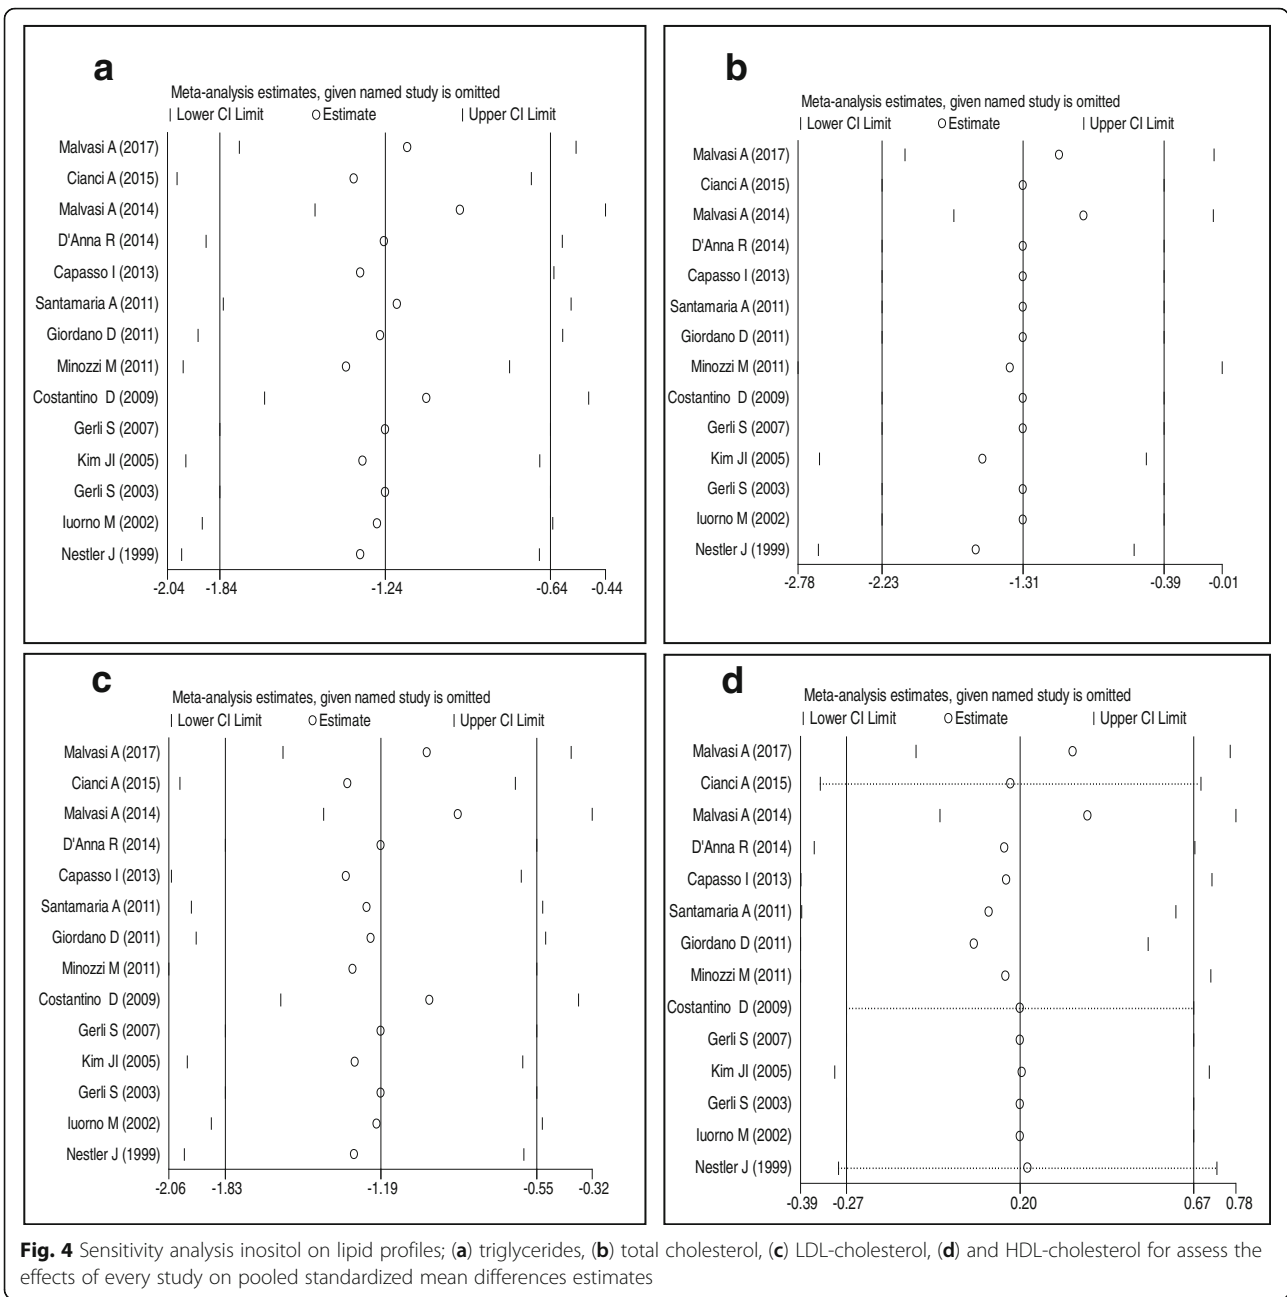 a
Meta-analysis estimates, given named study is omitted
| Lower CI Limit O Estimate | Upper CI Limit
Malvasi A (2017)
Cianci A (2015)
Malvasi A (2014)
D'Anna R (2014)
Capasso I (2013)
Santamaria A (2011)
Giordano D (2011)
Minozzi M (2011)
Costantino D (2009)
Gerli S (2007)
Kim JI (2005)
Gerli S (2003)
Iuorno M (2002)
Nestler J (1999)
-2.04 -1.84 -1.24 -0.64 -0.44
b
Meta-analysis estimates, given named study is omitted
| Lower CI Limit O Estimate | Upper CI Limit
Malvasi A (2017)
Cianci A (2015)
Malvasi A (2014)
D'Anna R (2014)
Capasso I (2013)
Santamaria A (2011)
Giordano D (2011)
Minozzi M (2011)
Costantino D (2009)
Gerli S (2007)
Kim JI (2005)
Gerli S (2003)
Iuorno M (2002)
Nestler J (1999)
-2.78 -2.23 -1.31 -0.39 -0.01
c
Meta-analysis estimates, given named study is omitted
| Lower CI Limit O Estimate | Upper CI Limit
Malvasi A (2017)
Cianci A (2015)
Malvasi A (2014)
D'Anna R (2014)
Capasso I (2013)
Santamaria A (2011)
Giordano D (2011)
Minozzi M (2011)
Costantino D (2009)
Gerli S (2007)
Kim JI (2005)
Gerli S (2003)
Iuorno M (2002)
Nestler J (1999)
-2.06 -1.83 -1.19 -0.55 -0.32
d
Meta-analysis estimates, given named study is omitted
| Lower CI Limit O Estimate | Upper CI Limit
Malvasi A (2017)
Cianci A (2015)
Malvasi A (2014)
D'Anna R (2014)
Capasso I (2013)
Santamaria A (2011)
Giordano D (2011)
Minozzi M (2011)
Costantino D (2009)
Gerli S (2007)
Kim JI (2005)
Gerli S (2003)
Iuorno M (2002)
Nestler J (1999)
-0.39 -0.27 0.20 0.67 0.78
Fig. 4 Sensitivity analysis inositol on lipid profiles; (a) triglycerides, (b) total cholesterol, (c) LDL-cholesterol, (d) and HDL-cholesterol for assess the
effects of every study on pooled standardized mean differences estimates